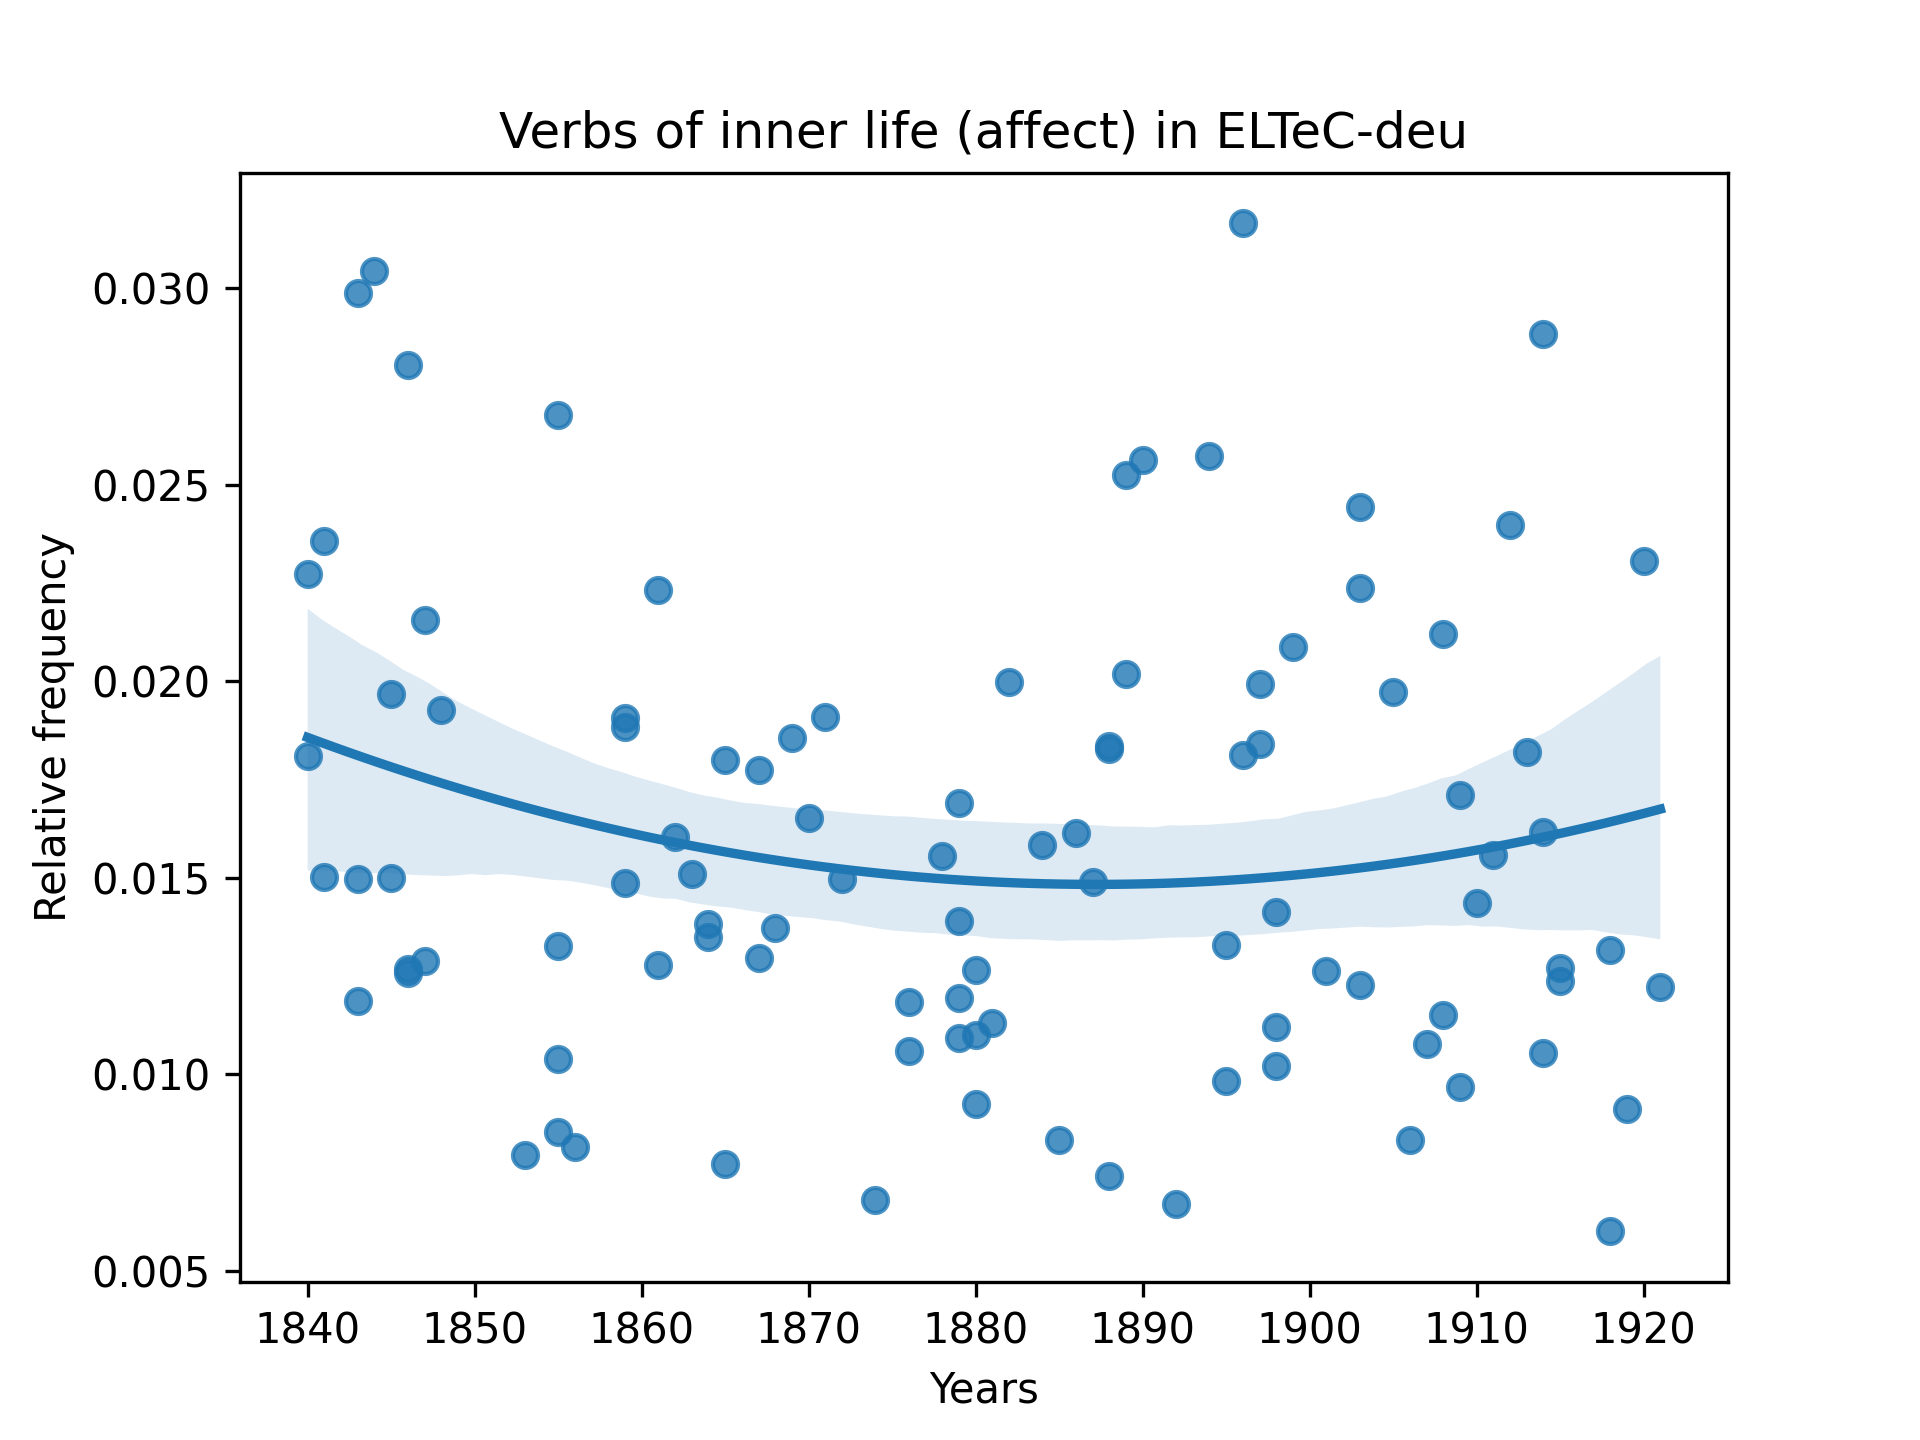 Verbs of inner life (affect) in ELTeC-deu
Relative frequency
0.030
0.025
0.020
0.015
0.010
0.005
1840 1850 1860 1870 1880 1890 1900 1910 1920
Years